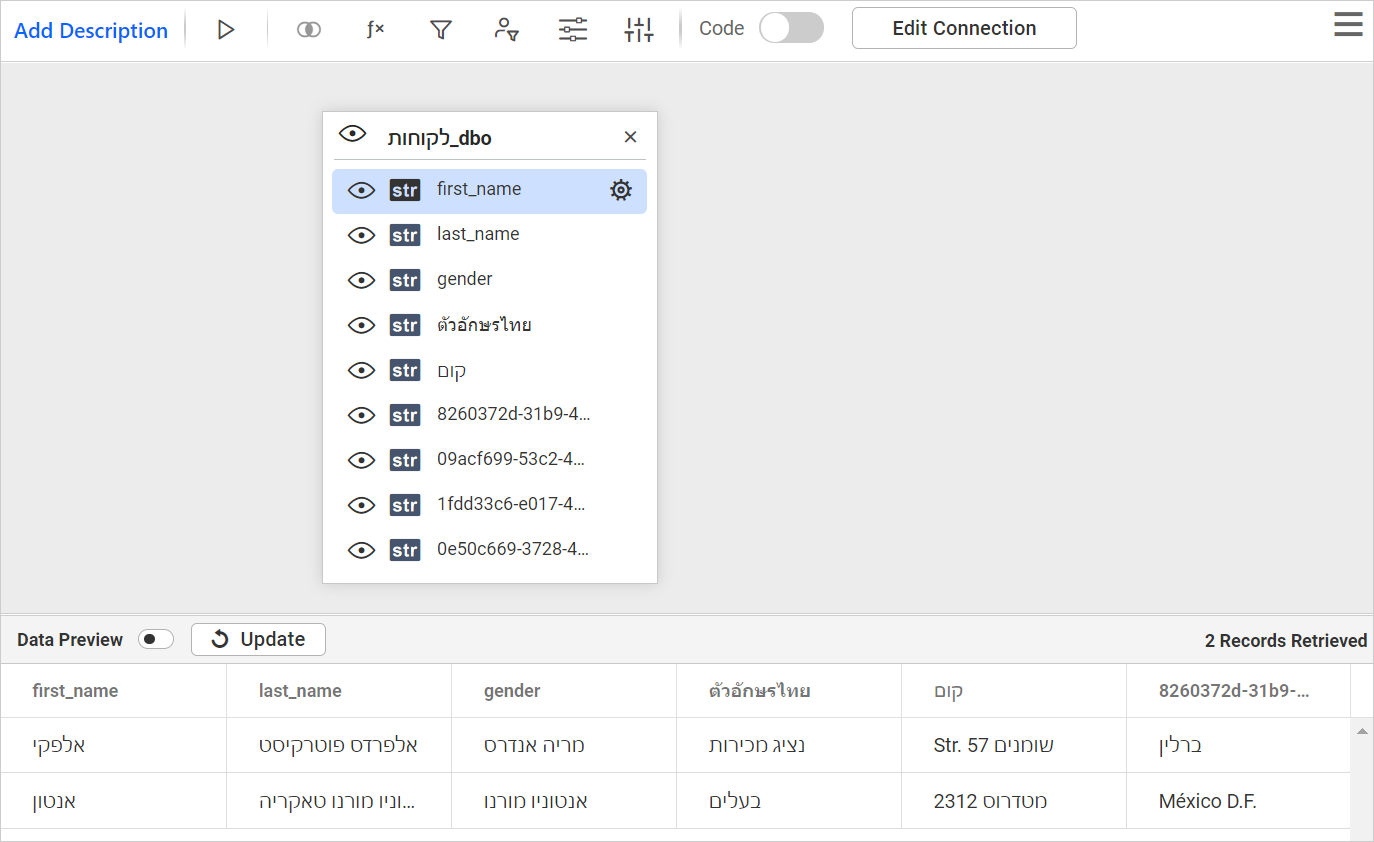 Add Description
ƒx
Code
Edit Connection
לקוחות_dbo
str first_name
str last_name
str gender
str ตัวอักษรไทย
str קום
str 8260372d-31b9-4...
str 09acf699-53c2-4...
str 1fdd33c6-e017-4...
str 0e50c669-3728-4...
Data Preview Update 2 Records Retrieved
first_name last_name gender ตัวอักษรไทย קום 8260372d-31b9-...
אלפקי אלפרדס פוטרקיסט מריה אנדרס נציג מכירות Str. 57 שומנים ברלין
אנטון וניו מורנו טאקריה... אנטוניו מורנו בעלים 2312 מטדרוס México D.F.